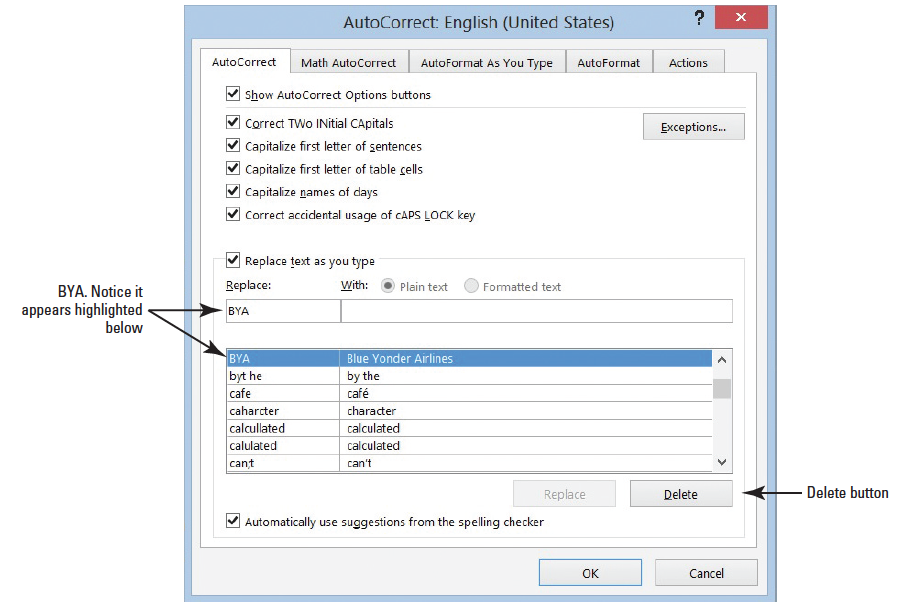 AutoCorrect: English (United States)
?
AutoCorrect Math AutoCorrect AutoFormat As You Type AutoFormat Actions
Show AutoCorrect Options buttons
Correct TWo INitial CApitals
Exceptions...
Capitalize first letter of sentences
Capitalize first letter of table cells
Capitalize names of days
Correct accidental usage of cAPS LOCK key
Replace text as you type
Replace: With: Plain text Formatted text
BYA
BYA. Notice it
appears highlighted
below
BYA Blue Yonder Airlines
byt he by the
cafe café
caharcter character
calcullated calculated
calulated calculated
can;t can't
Replace Delete
Delete button
Automatically use suggestions from the spelling checker
OK Cancel